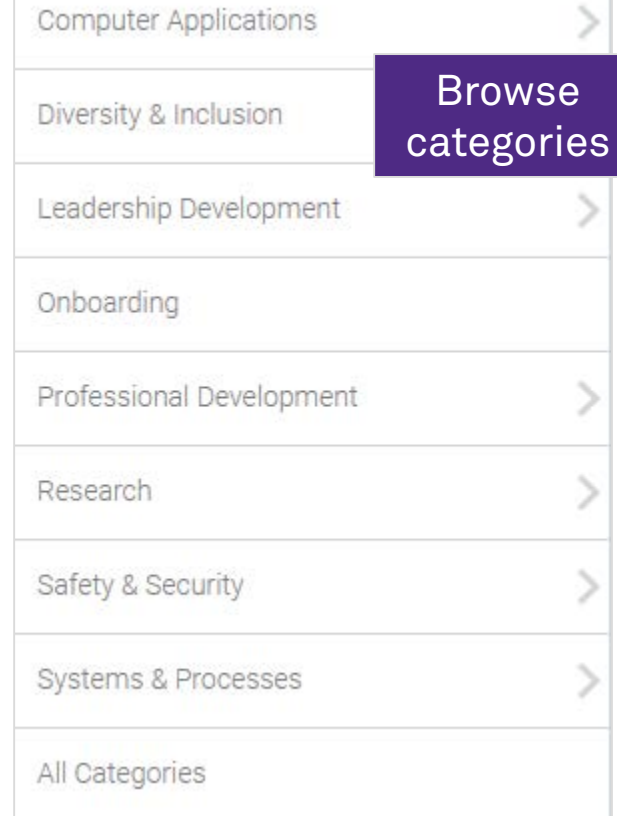 Computer Applications
Browse
categories
Diversity & Inclusion
Leadership Development
Onboarding
Professional Development
Research
Safety & Security
Systems & Processes
All Categories